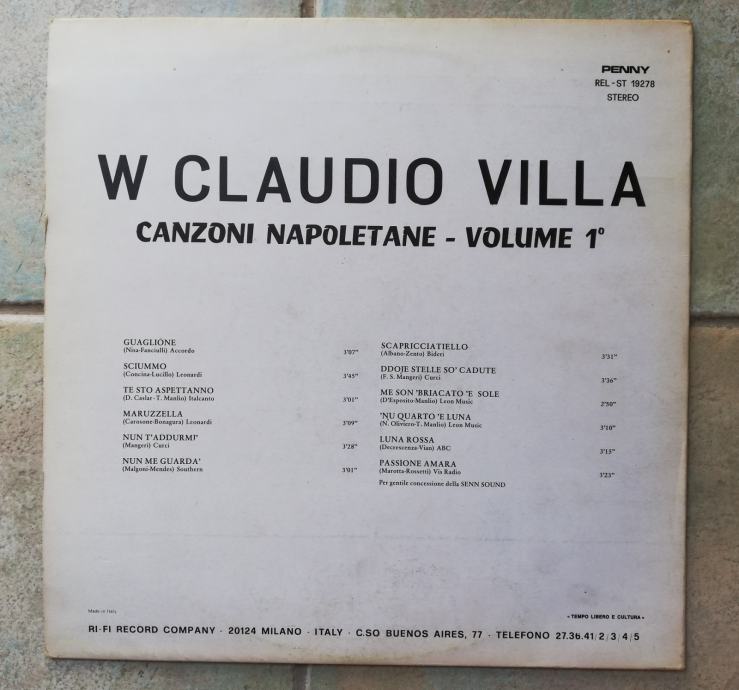 PENNY
REL-ST 19278
STEREO
W CLAUDIO VILLA
CANZONI NAPOLETANE - VOLUME 1°
GUAGLIONE
(Nisa-Fanciulli) Accordo 3'07"
SCIUMMO
(Concina-Lucillo) Leonardi 3'45"
TE STO ASPETTANNO
(D. Caslar-T. Manlio) Italcanto 3'01"
MARUZZELLA
(Carosone-Bonagura) Leonardi 3'09"
NUN T'ADDURMI'
(Mangeri) Curci 3'28"
NUN ME GUARDA'
(Malgoni-Mendes) Southern 3'01"
SCAPRICCIATIELLO
(Albano-Zento) Bideri 3'31"
DDOJE STELLE SO' CADUTE
(F. S. Mangeri) Curci 3'36"
ME SON 'BRIACATO 'E SOLE
(D'Esposito-Manlio) Leon Music 2'50"
'NU QUARTO 'E LUNA
(N. Oliviero-T. Manlio) Leon Music 3'10"
LUNA ROSSA
(Decrescenzo-Vian) ABC 3'15"
PASSIONE AMARA
(Marotta-Rossetti) Vis Radio 3'23"
Per gentile concessione della SENN SOUND
Made in Italy
«TEMPO LIBERO E CULTURA»
RI-FI RECORD COMPANY · 20124 MILANO · ITALY · C.SO BUENOS AIRES, 77 · TELEFONO 27.36.41/2/3/4/5